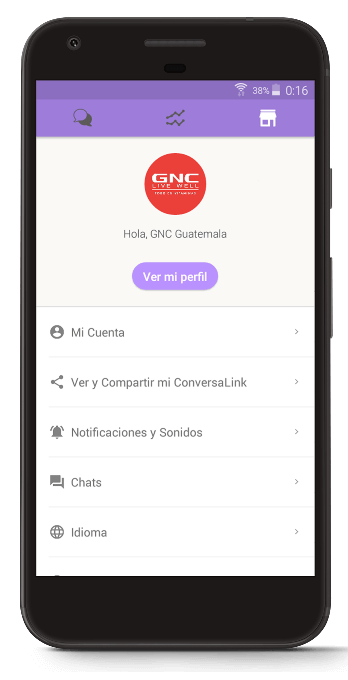 38%
0:16
GNC
LIVE WELL
Hola, GNC Guatemala
Ver mi perfil
Mi Cuenta
Ver y Compartir mi ConversaLink
Notificaciones y Sonidos
Chats
Idioma